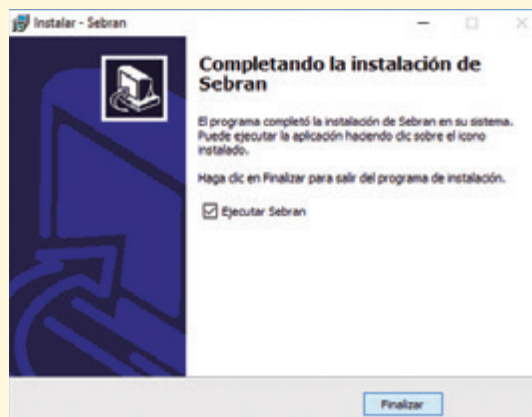 Instalar - Sebran
Completando la instalación de
Sebran
El programa completó la instalación de Sebran en su sistema.
Puede ejecutar la aplicación haciendo clic sobre el icono
instalado.
Haga clic en Finalizar para salir del programa de instalación.
Ejecutar Sebran
Finalizar